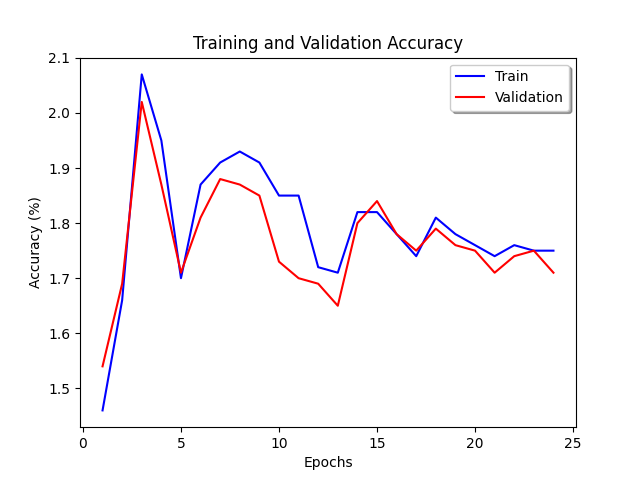 Training and Validation Accuracy
Train
Validation
Accuracy (%)
2.1
2.0
1.9
1.8
1.7
1.6
1.5
0 5 10 15 20 25
Epochs